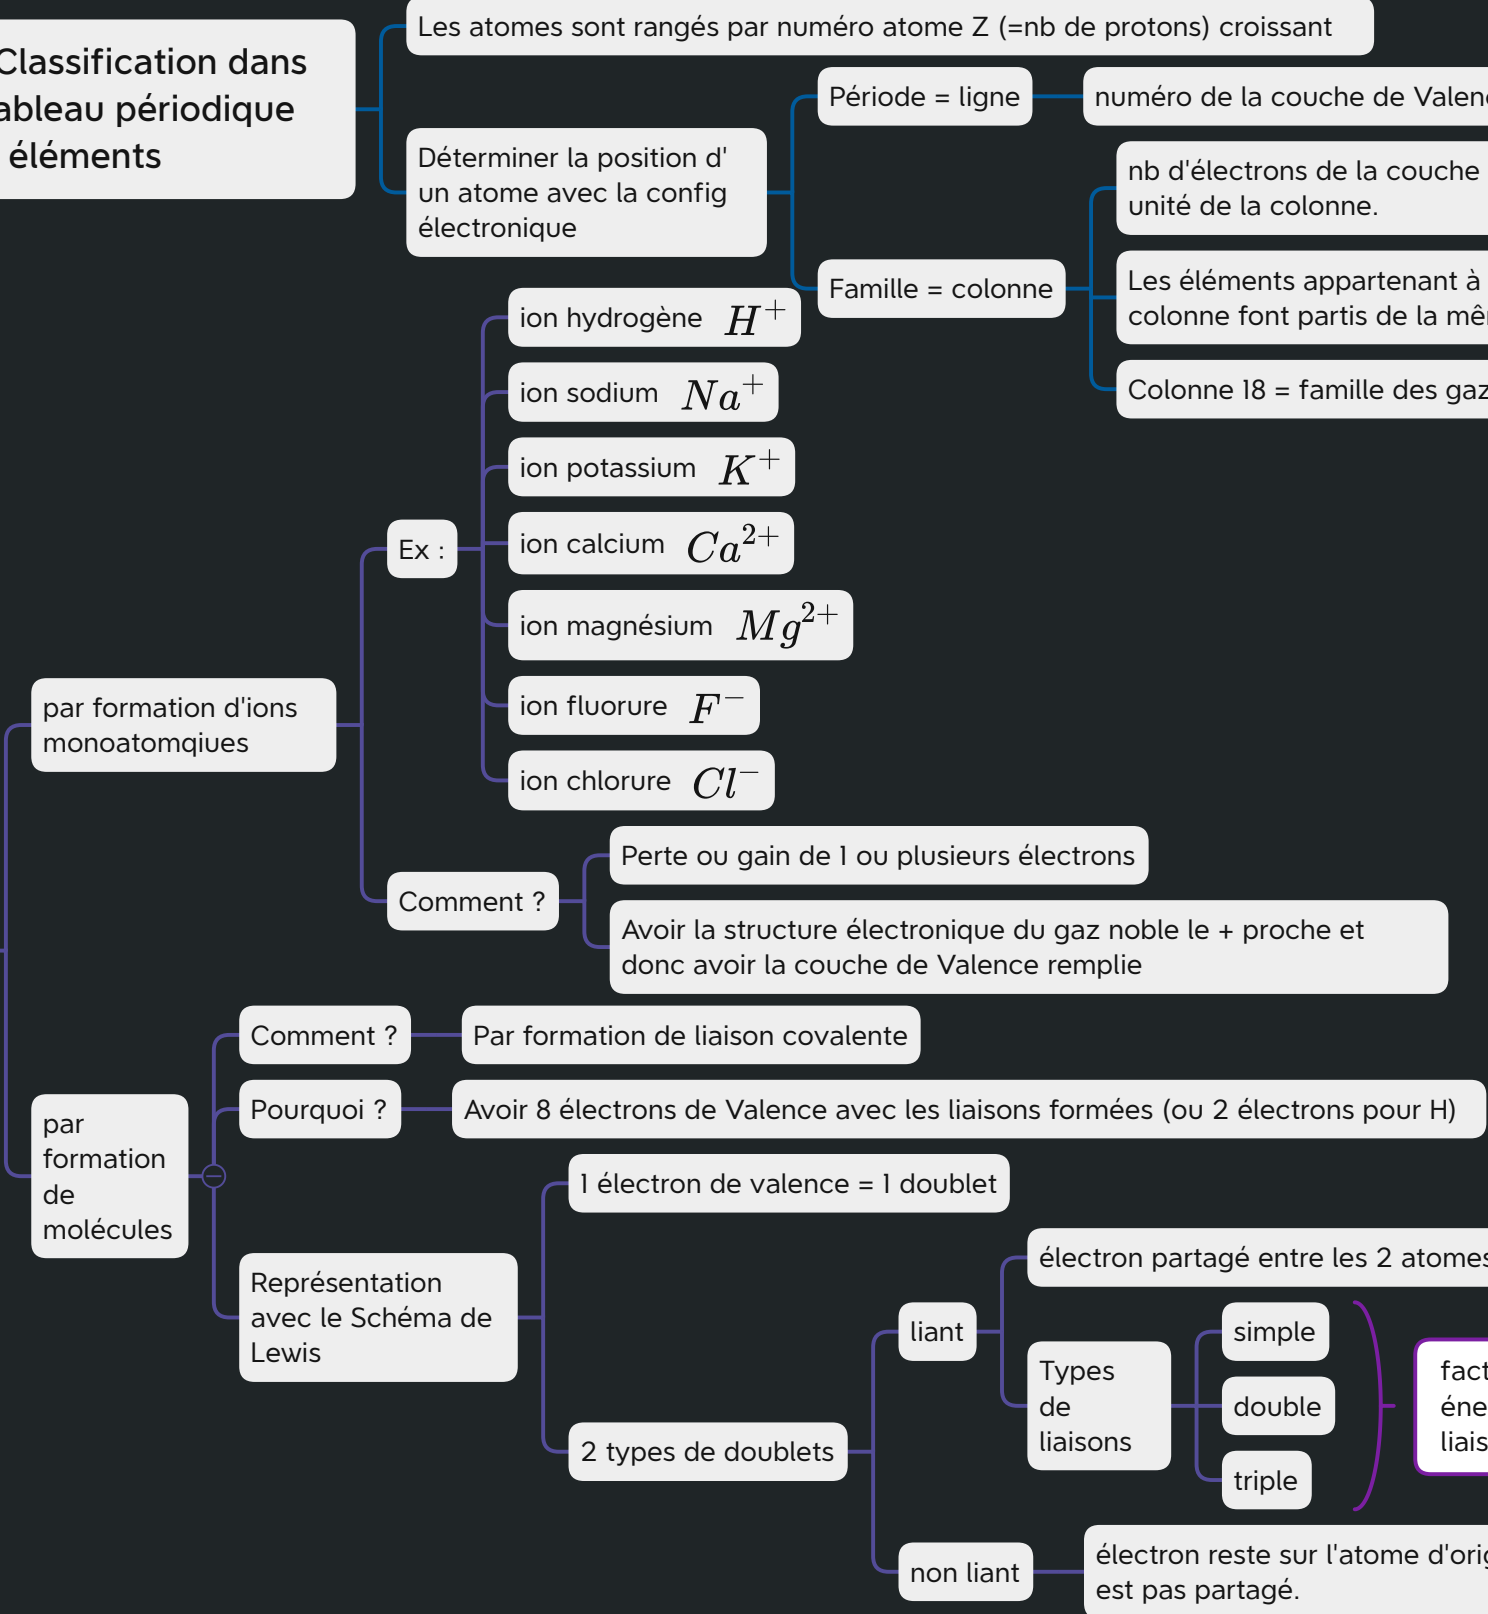 Classification dans
tableau périodique
éléments
Les atomes sont rangés par numéro atome Z (=nb de protons) croissant
Déterminer la position d'
un atome avec la config
électronique
Période = ligne
numéro de la couche de
Famille = colonne
nb d'électrons de la couche
unité de la colonne.
Les éléments appartenant à
colonne font partis de la
Colonne 18 = famille des gaz
par formation d'ions
monoatomqiues
Ex :
ion hydrogène H⁺
ion sodium Na⁺
ion potassium K⁺
ion calcium Ca²⁺
ion magnésium Mg²⁺
ion fluorure F⁻
ion chlorure Cl⁻
Comment ?
Perte ou gain de 1 ou plusieurs électrons
Avoir la structure électronique du gaz noble le + proche et
donc avoir la couche de Valence remplie
par
formation
de
molécules
Comment ?
Par formation de liaison covalente
Pourquoi ?
Avoir 8 électrons de Valence avec les liaisons formées (ou 2 électrons pour H)
Représentation
avec le Schéma de
Lewis
1 électron de valence = 1 doublet
2 types de doublets
liant
électron partagé entre les 2 atomes
Types
de
liaisons
simple
double
triple
non liant
électron reste sur l'atome
est pas partagé.